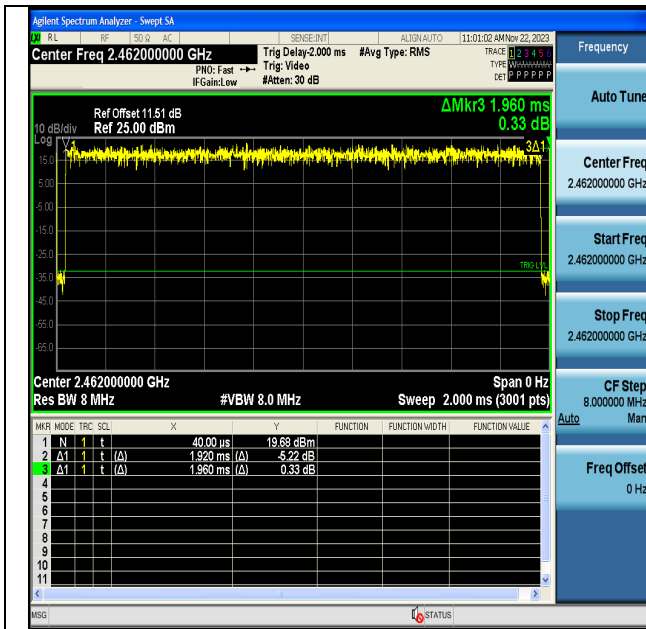 Agilent Spectrum Analyzer - Swept SA
RL RF 50 Ω AC SENSE:INT ALIGN AUTO 11:01:02 AM Nov 22, 2023
Center Freq 2.462000000 GHz
PNO: Fast
IFGain:Low
Trig Delay-2.000 ms
Trig: Video
#Atten: 30 dB
#Avg Type: RMS
TRACE 1 2 3 4 5 6
TYPE
DET P P P P P P
ΔMkr3 1.960 ms
0.33 dB
Ref Offset 11.51 dB
Ref 25.00 dBm
10 dB/div
Log
1
3Δ1
15.0
5.00
-5.00
-15.0
-25.0
TRIG LVL
-35.0
-45.0
-55.0
-65.0
Center 2.462000000 GHz Span 0 Hz
Res BW 8 MHz #VBW 8.0 MHz Sweep 2.000 ms (3001 pts)
MKR MODE TRC SCL X Y FUNCTION FUNCTION WIDTH FUNCTION VALUE
1 N 1 t 40.00 µs 19.68 dBm
2 Δ1 1 t (Δ) 1.920 ms (Δ) -5.22 dB
3 Δ1 1 t (Δ) 1.960 ms (Δ) 0.33 dB
4
5
6
7
8
9
10
11
MSG STATUS
Frequency
Auto Tune
Center Freq
2.462000000 GHz
Start Freq
2.462000000 GHz
Stop Freq
2.462000000 GHz
CF Step
8.000000 MHz
Auto Man
Freq Offset
0 Hz